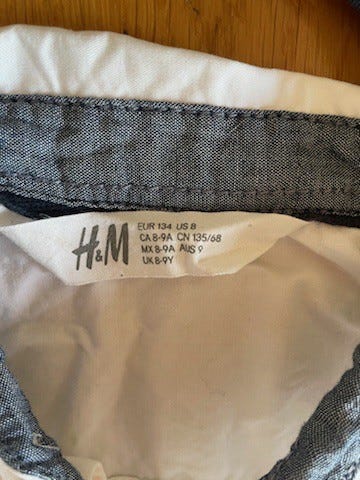 H&M
EUR 134 US 8
CA 8-9A CN 135/68
MX 8-9A AUS 9
UK 8-9Y